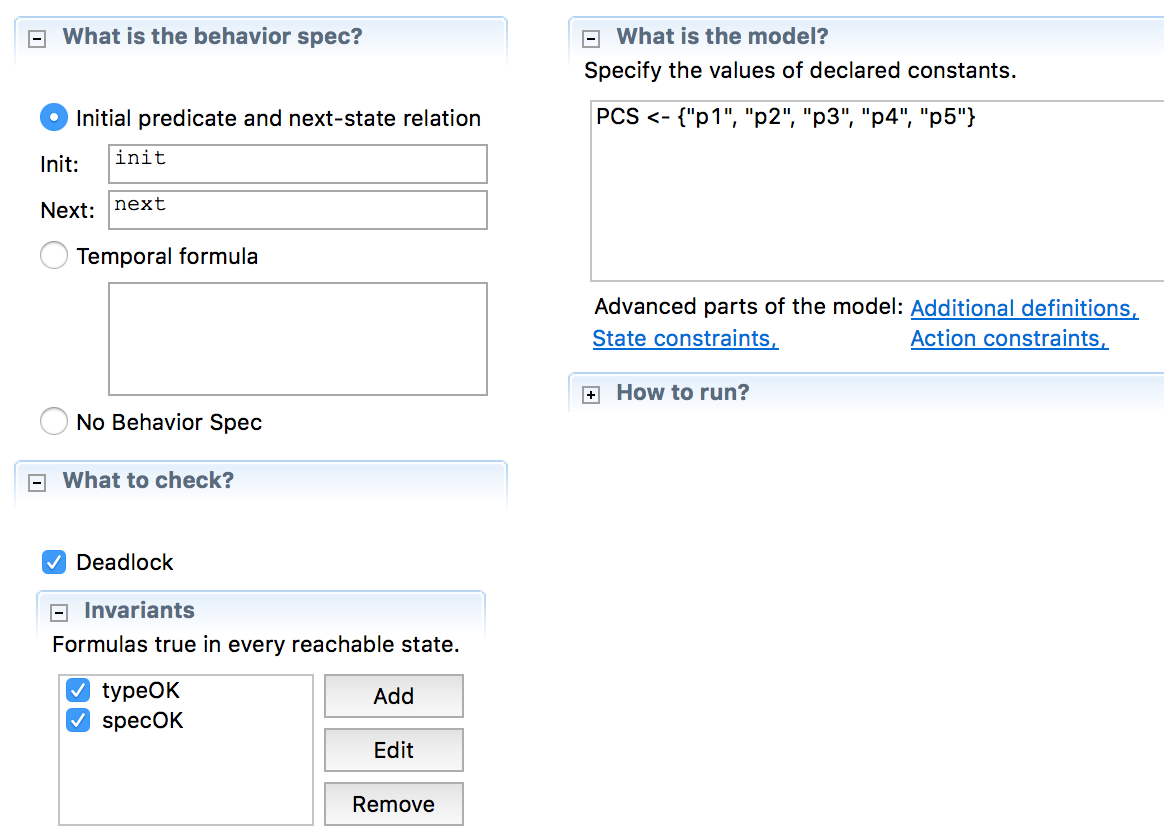 What is the behavior spec?
Initial predicate and next-state relation
Init: init
Next: next
Temporal formula
No Behavior Spec
What to check?
Deadlock
Invariants
Formulas true in every reachable state.
typeOK
specOK
Add
Edit
Remove
What is the model?
Specify the values of declared constants.
PCS <- {"p1", "p2", "p3", "p4", "p5"}
Advanced parts of the model: Additional definitions,
State constraints, Action constraints,
How to run?